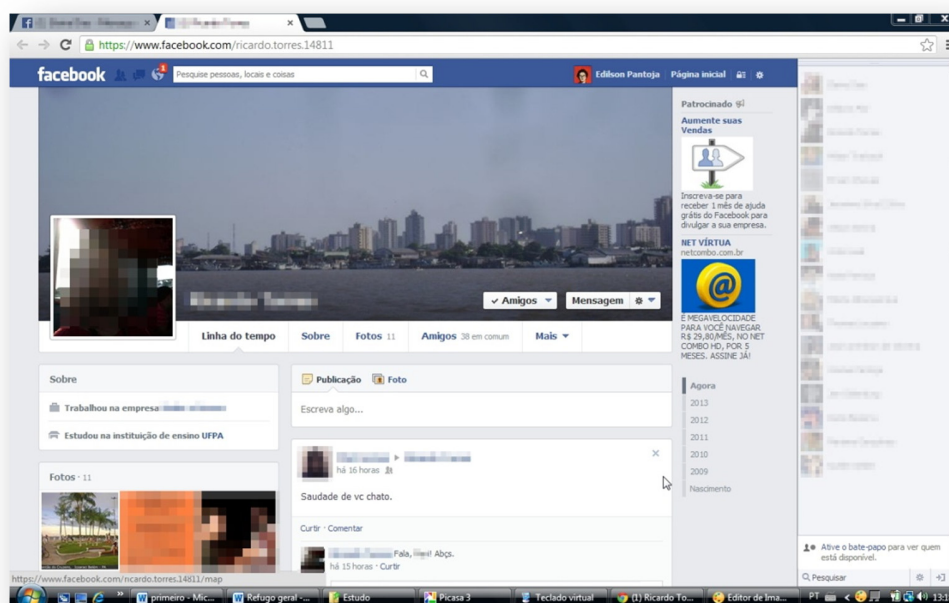 https://www.facebook.com/ricardo.torres.14811
facebook
1
Pesquise pessoas, locais e coisas
Edilson Pantoja
Página inicial
Patrocinado
Aumente suas
Vendas
Inscreva-se para
receber 1 mês de ajuda
grátis do Facebook para
divulgar a sua empresa.
NET VÍRTUA
netcombo.com.br
@
É MEGAVELOCIDADE
PARA VOCÊ NAVEGAR
R$ 29,80/MÊS, NO NET
COMBO HD, POR 5
MESES. ASSINE JÁ!
Amigos
Mensagem
Linha do tempo
Sobre
Fotos 11
Amigos 38 em comum
Mais
Sobre
Trabalhou na empresa
Estudou na instituição de ensino UFPA
Fotos · 11
Publicação
Foto
Escreva algo...
há 16 horas
Saudade de vc chato.
Curtir · Comentar
Fala,
! Abçs.
há 15 horas · Curtir
Agora
2013
2012
2011
2010
2009
Nascimento
Ative o bate-papo para ver quem
está disponível.
Pesquisar
https://www.facebook.com/ricardo.torres.14811/map
primeiro - Mic...
Refugo geral -...
Estudo
Picasa 3
Teclado virtual
(1) Ricardo To...
Editor de Ima...
PT